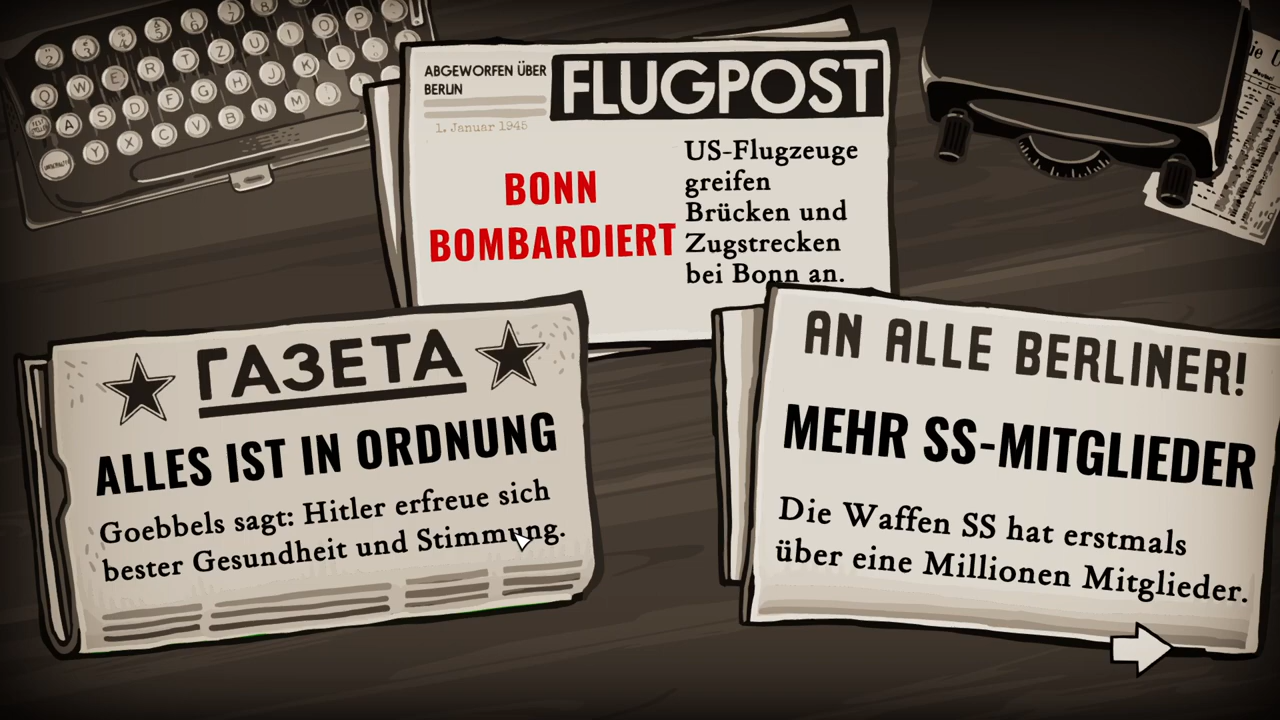 ABGEWORFEN ÜBER
BERLIN
FLUGPOST
1. Januar 1945
BONN
BOMBARDIERT
US-Flugzeuge
greifen
Brücken und
Zugstrecken
bei Bonn an.
ГАЗЕТА
ALLES IST IN ORDNUNG
Goebbels sagt: Hitler erfreue sich
bester Gesundheit und Stimmung.
AN ALLE BERLINER!
MEHR SS-MITGLIEDER
Die Waffen SS hat erstmals
über eine Millionen Mitglieder.
Q W E R T Z U I O P
A S D F G H J K L
Y X C V B N M